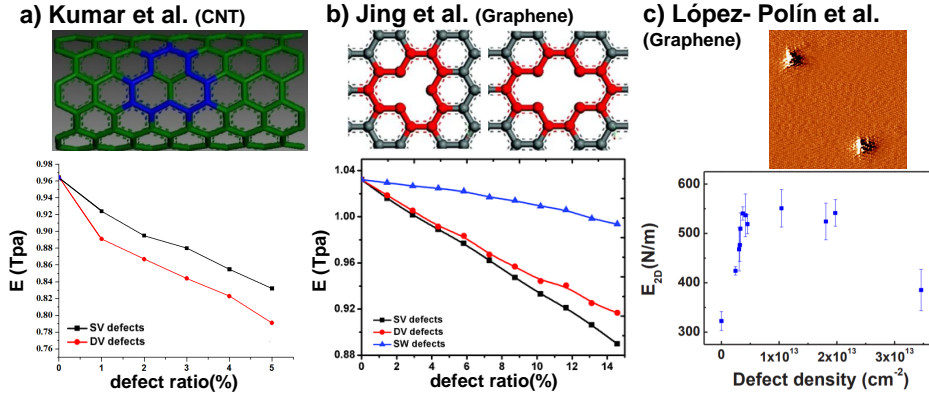 a) Kumar et al. (CNT)
0.98
0.96
0.94
0.92
0.90
0.88
0.86
0.84
0.82
0.80
0.78
0.76
E (Tpa)
SV defects
DV defects
0 1 2 3 4 5
defect ratio(%)
b) Jing et al. (Graphene)
1.04
1.00
0.96
0.92
0.88
E (Tpa)
SV defects
DV defects
SW defects
0 2 4 6 8 10 12 14
defect ratio(%)
c) López- Polín et al.
(Graphene)
600
500
400
300
E2D (N/m)
0 1x10^13 2x10^13 3x10^13
Defect density (cm^-2)